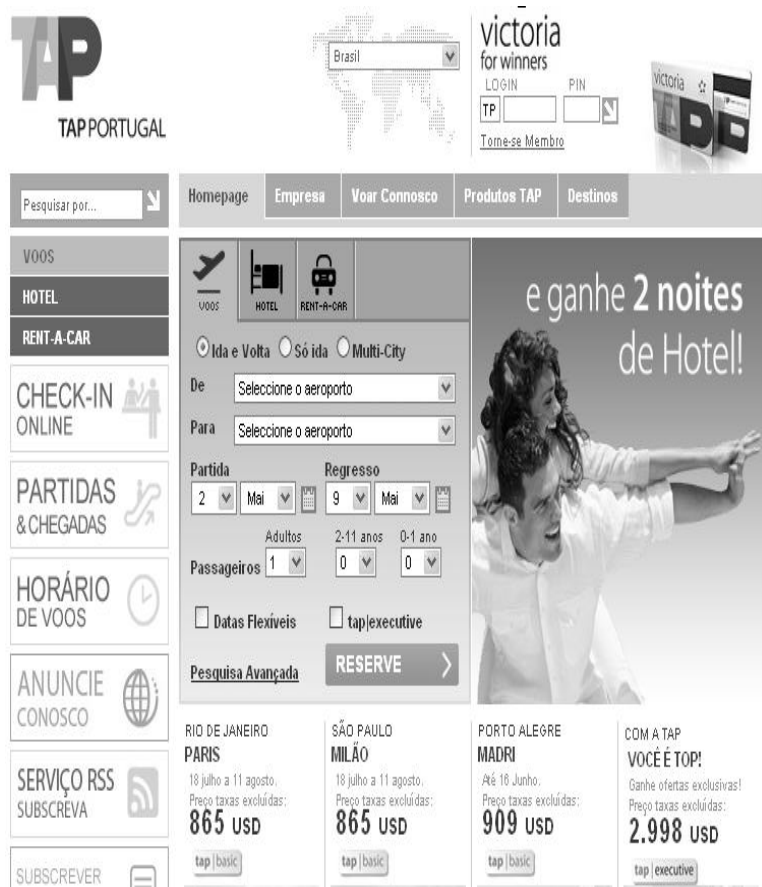 TAP
TAP PORTUGAL
Brasil
victoria
for winners
LOGIN PIN
TP
Torne-se Membro
victoria
TAP
Pesquisar por...
Homepage Empresa Voar Connosco Produtos TAP Destinos
VOOS
HOTEL
RENT-A-CAR
CHECK-IN
ONLINE
PARTIDAS
& CHEGADAS
HORÁRIO
DE VOOS
ANUNCIE
CONOSCO
SERVIÇO RSS
SUBSCREVA
SUBSCREVER
VOOS HOTEL RENT-A-CAR
Ida e Volta Só ida Multi-City
De Seleccione o aeroporto
Para Seleccione o aeroporto
Partida Regresso
2 Mai 9 Mai
Adultos 2-11 anos 0-1 ano
Passageiros 1 0 0
Datas Flexíveis tap|executive
Pesquisa Avançada RESERVE
e ganhe 2 noites
de Hotel!
RIO DE JANEIRO
PARIS
18 julho a 11 agosto.
Preço taxas excluídas:
865 USD
tap|basic
SÃO PAULO
MILÃO
18 julho a 11 agosto.
Preço taxas excluídas:
865 USD
tap|basic
PORTO ALEGRE
MADRI
Até 16 Junho.
Preço taxas excluídas:
909 USD
tap|basic
COM A TAP
VOCÊ É TOP!
Ganhe ofertas exclusivas!
Preço taxas excluídas:
2.998 USD
tap|executive